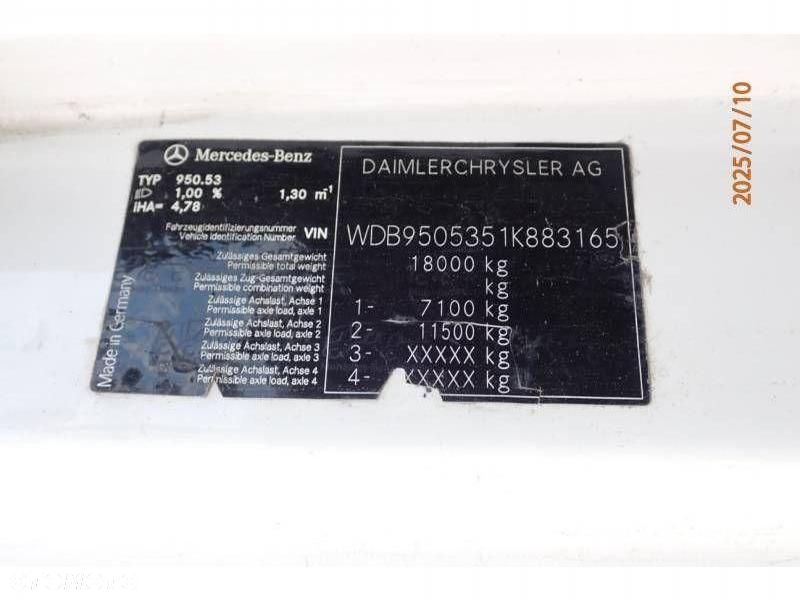 2025/07/10
Mercedes-Benz
DAIMLERCHRYSLER AG
TYP 950.53
1,00 % 1,30 m⁻¹
IHA= 4,78
Fahrzeugidentifizierungsnummer
Vehicle Identification Number VIN WDB9505351K883165
Zulässiges Gesamtgewicht
Permissible total weight 18000 kg
Zulässiges Zug-Gesamtgewicht
Permissible combination weight kg
Zulässige Achslast, Achse 1
Permissible axle load, axle 1 1- 7100 kg
Zulässige Achslast, Achse 2
Permissible axle load, axle 2 2- 11500 kg
Zulässige Achslast, Achse 3
Permissible axle load, axle 3 3- XXXXX kg
Zulässige Achslast, Achse 4
Permissible axle load, axle 4 4- XXXXX kg
Made in Germany